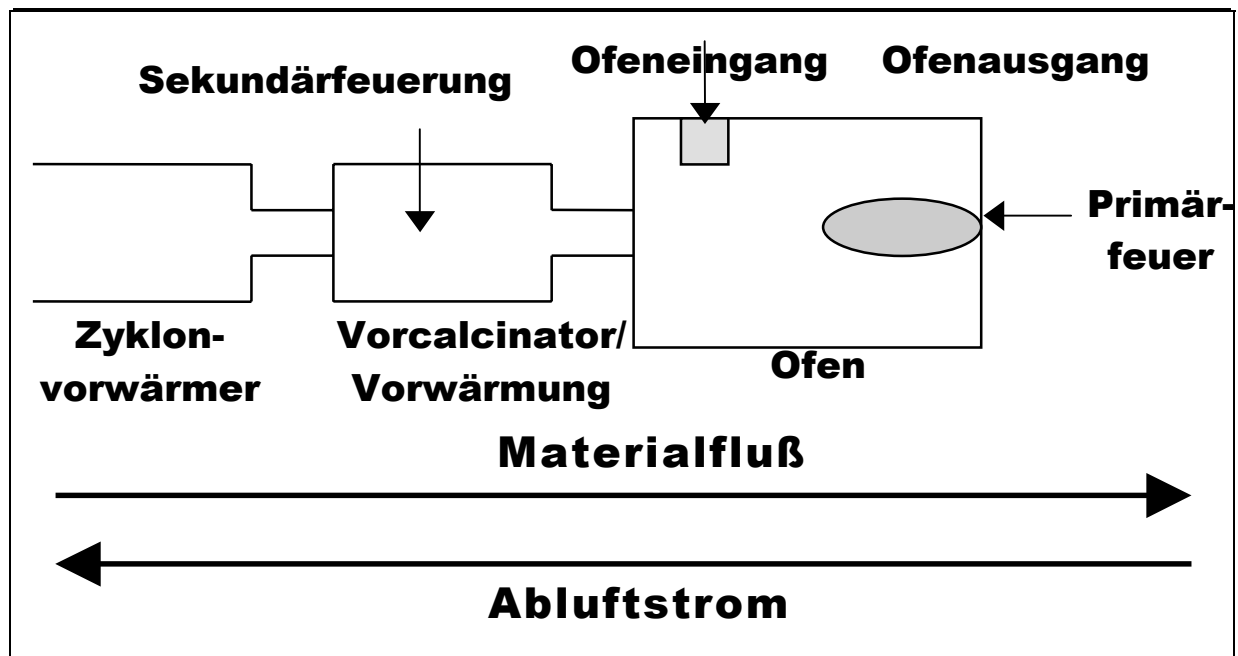 Ofeneingang Ofenausgang
Sekundärfeuerung
Primär-
feuer
Zyklon-
vorwärmer
Vorcalcinator/
Vorwärmung
Ofen
Materialfluß
Abluftstrom